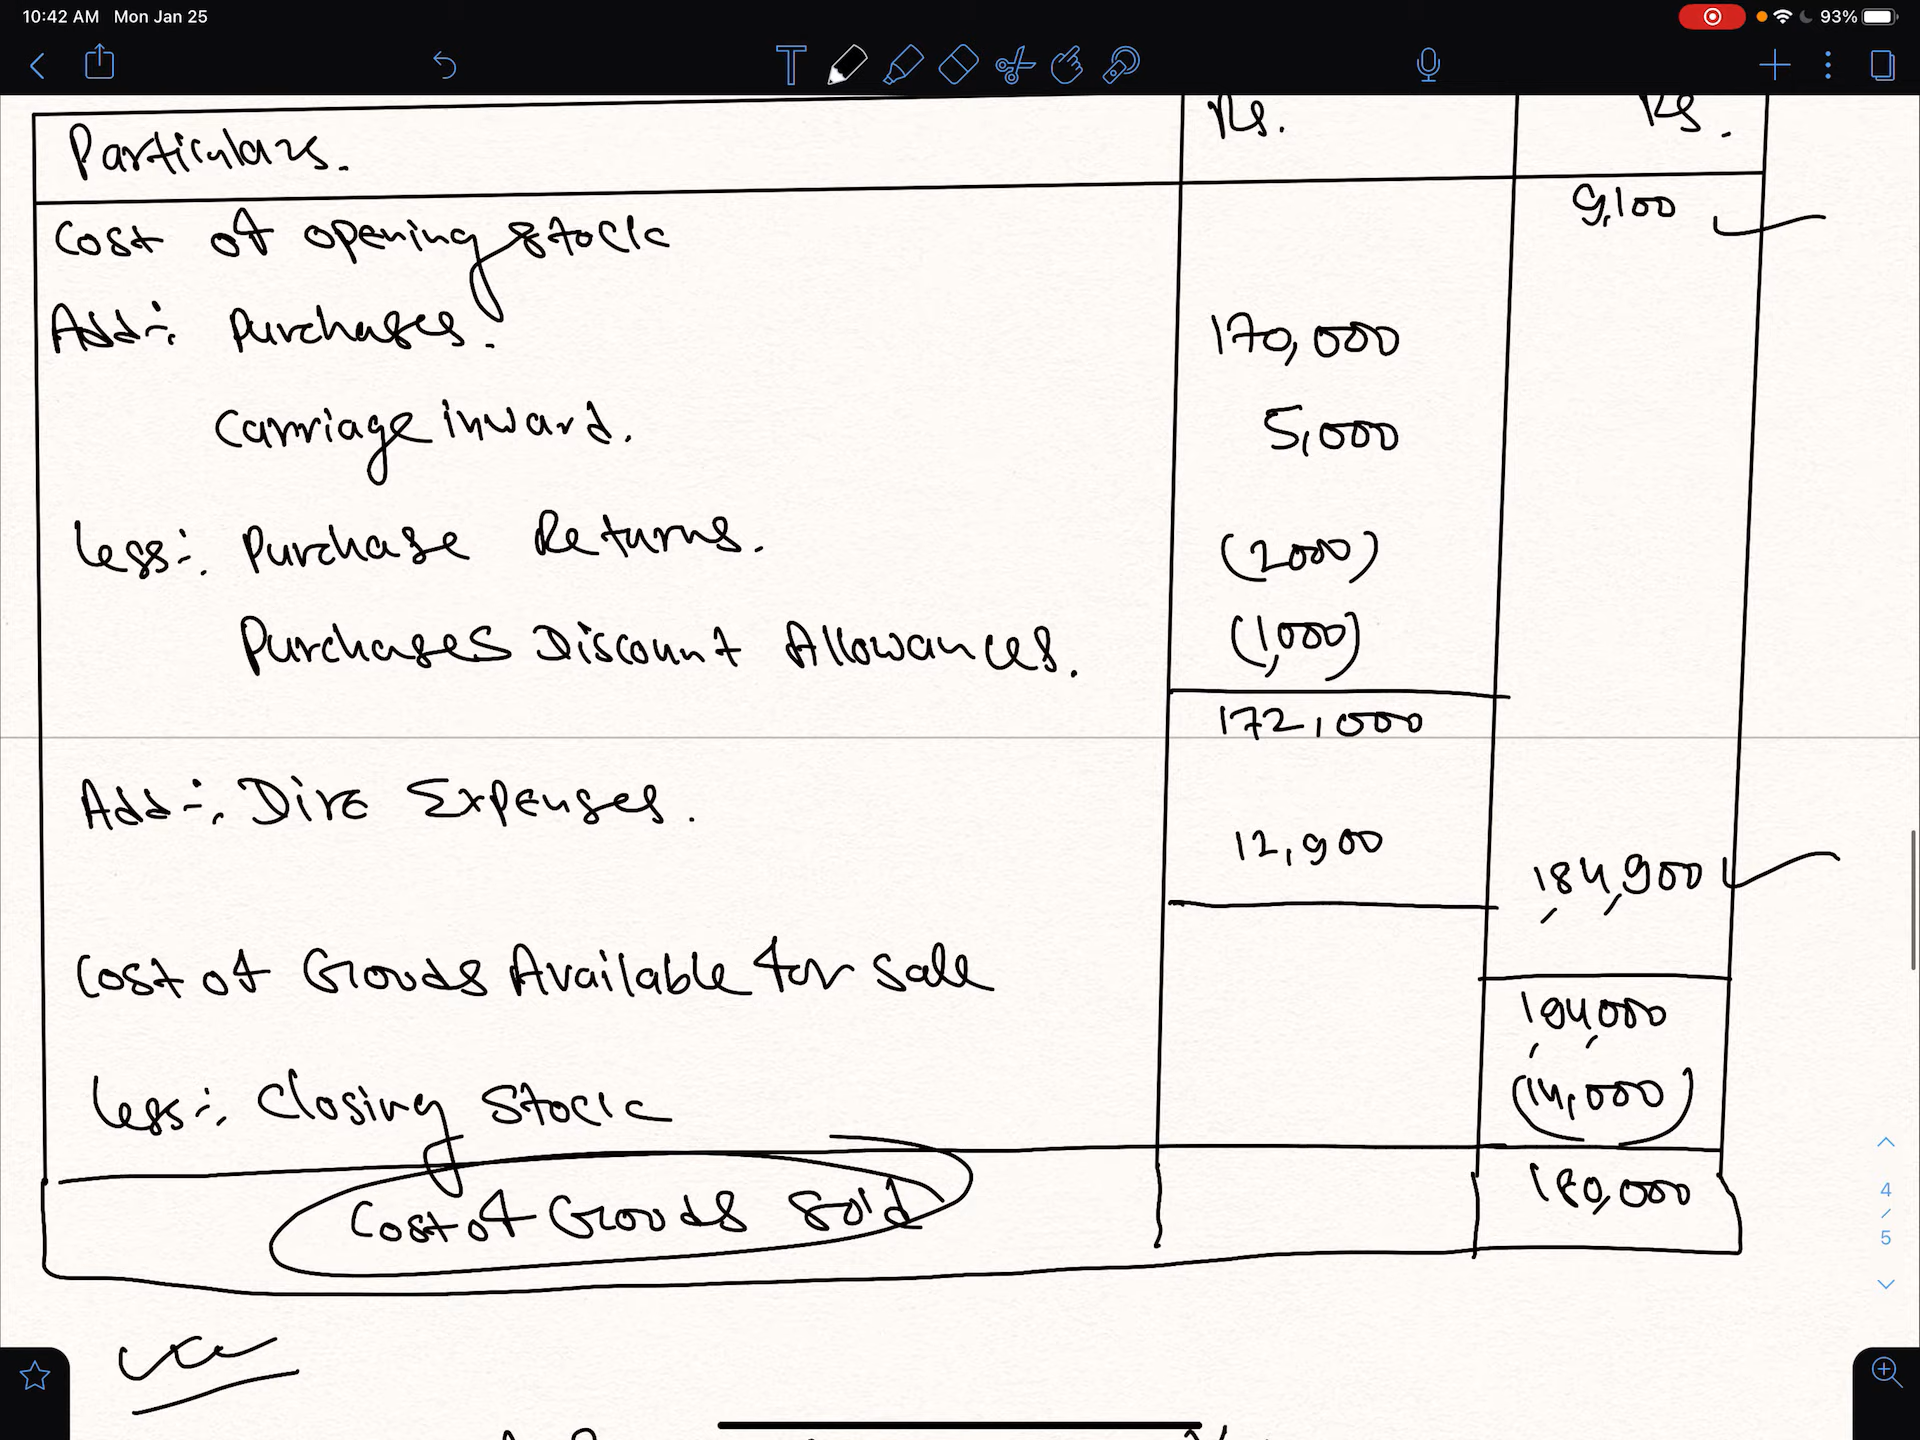 10:42 AM Mon Jan 25
93%
Particulars. Rs. Rs.
Cost of opening Stock 9,100
Add:- Purchases. 170,000
Carriage inward. 5,000
Less:- Purchase Returns. (2000)
Purchases Discount Allowances. (1,000)
172,000
Add:- Dire Expenses. 12,900 184,900
Cost of Goods Available for sale 194,000
Less:- Closing Stock (14,000)
Cost of Goods Sold 180,000
4
/
5